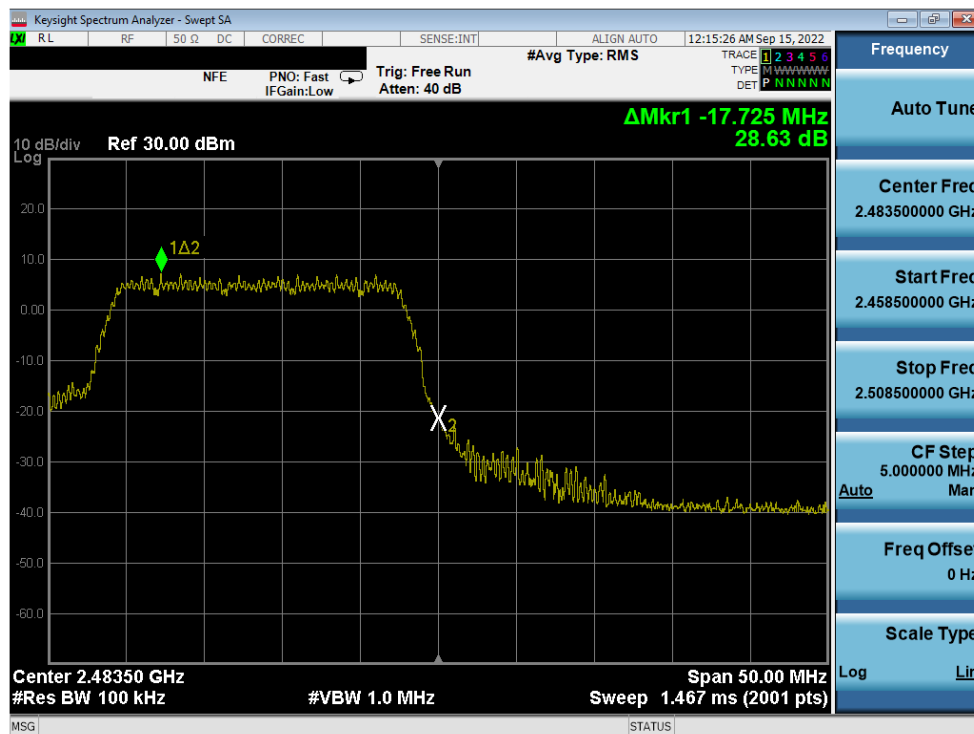 Keysight Spectrum Analyzer - Swept SA
LXI RL RF 50 Ω DC CORREC SENSE:INT ALIGN AUTO 12:15:26 AM Sep 15, 2022
NFE PNO: Fast Trig: Free Run #Avg Type: RMS TRACE 1 2 3 4 5 6
IFGain:Low Atten: 40 dB TYPE M WWWWW
DET P N N N N N
ΔMkr1 -17.725 MHz
28.63 dB
10 dB/div Ref 30.00 dBm
Log
20.0
10.0
0.00
-10.0
-20.0
-30.0
-40.0
-50.0
-60.0
1Δ2
2
Center 2.48350 GHz Span 50.00 MHz
#Res BW 100 kHz #VBW 1.0 MHz Sweep 1.467 ms (2001 pts)
MSG STATUS
Frequency
Auto Tune
Center Freq
2.483500000 GHz
Start Freq
2.458500000 GHz
Stop Freq
2.508500000 GHz
CF Step
5.000000 MHz
Auto Man
Freq Offset
0 Hz
Scale Type
Log Lin